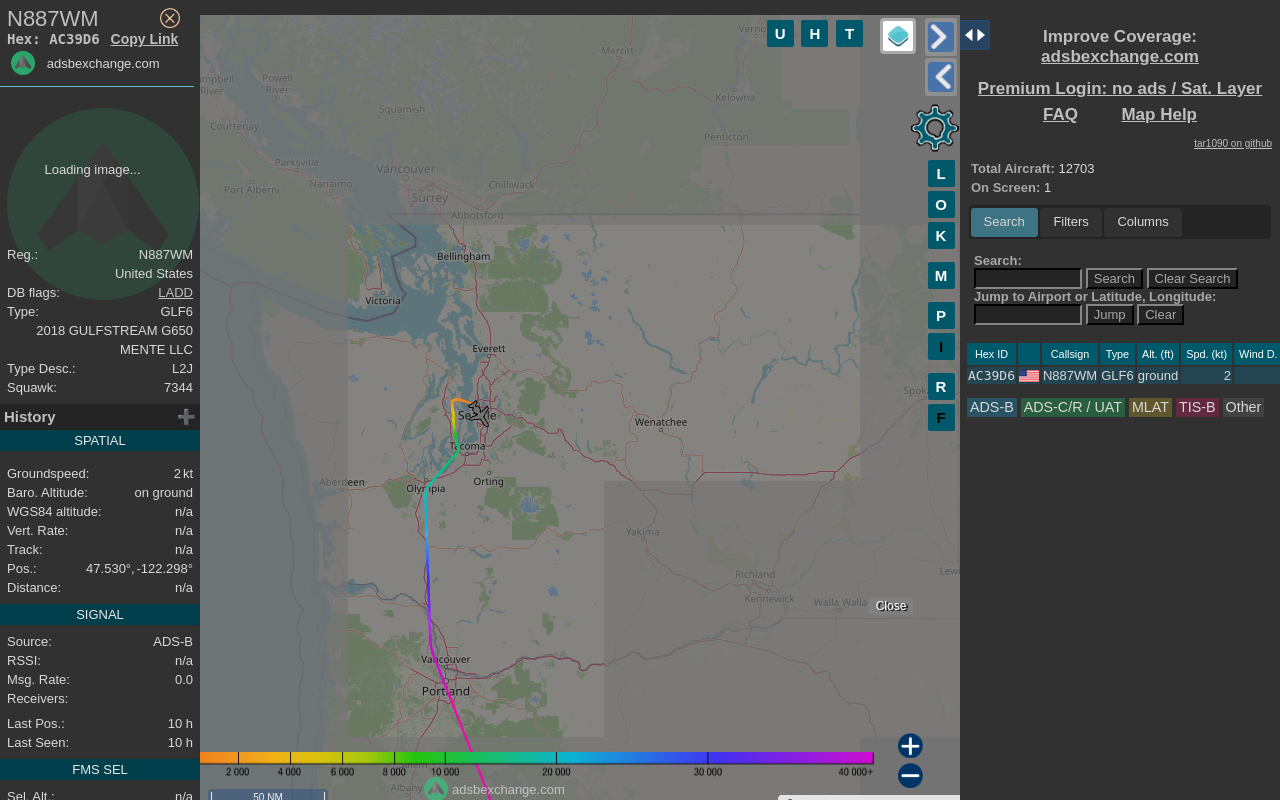 N887WM
Hex: AC39D6 Copy Link
adsbexchange.com
Loading image...
Reg.: N887WM
United States
DB flags: LADD
Type: GLF6
2018 GULFSTREAM G650
MENTE LLC
Type Desc.: L2J
Squawk: 7344
History
SPATIAL
Groundspeed: 2 kt
Baro. Altitude: on ground
WGS84 altitude: n/a
Vert. Rate: n/a
Track: n/a
Pos.: 47.530°, -122.298°
Distance: n/a
SIGNAL
Source: ADS-B
RSSI: n/a
Msg. Rate: 0.0
Receivers:
Last Pos.: 10 h
Last Seen: 10 h
FMS SEL
Sel. Alt.: n/a
U H T
L
O
K
M
P
I
R
F
Merritt
Powell
River
River
Kelowna
Squamish
Courtenay
Penticton
Parksville
Vancouver
Port Alberni
Nanaimo
Chilliwack
Surrey
Abbotsford
Bellingham
Victoria
Everett
Wenatchee
Tacoma
Aberdeen
Olympia
Orting
Yakima
Richland
Kennewick
Walla Walla
Vancouver
Portland
Albany
Close
2 000 4 000 6 000 8 000 10 000 20 000 30 000 40 000+
adsbexchange.com
50 NM
Improve Coverage:
adsbexchange.com
Premium Login: no ads / Sat. Layer
FAQ Map Help
tar1090 on github
Total Aircraft: 12703
On Screen: 1
Search Filters Columns
Search:
Search Clear Search
Jump to Airport or Latitude, Longitude:
Jump Clear
Hex ID Callsign Type Alt. (ft) Spd. (kt) Wind D.
AC39D6 N887WM GLF6 ground 2
ADS-B ADS-C/R / UAT MLAT TIS-B Other